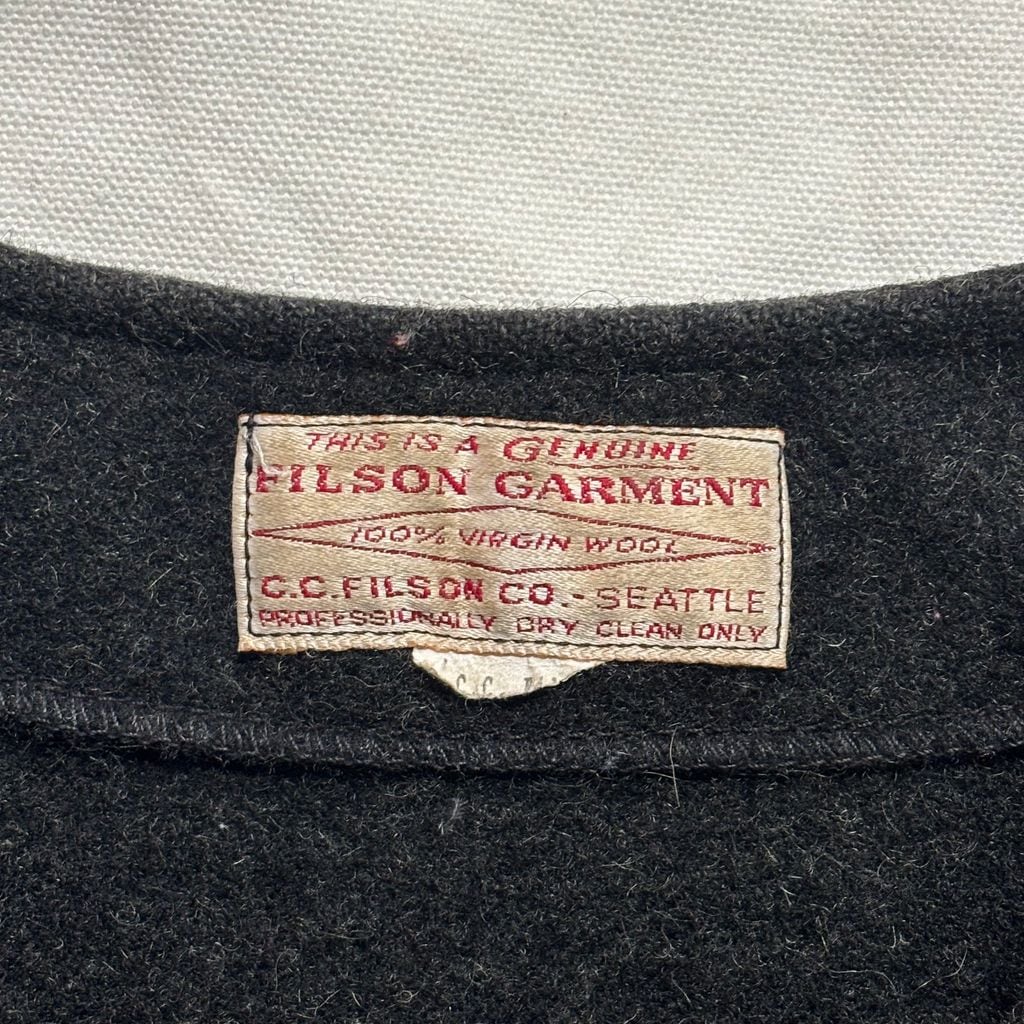 THIS IS A GENUINE
FILSON GARMENT
100% VIRGIN WOOL
C.C. FILSON CO. - SEATTLE
PROFESSIONALLY DRY CLEAN ONLY